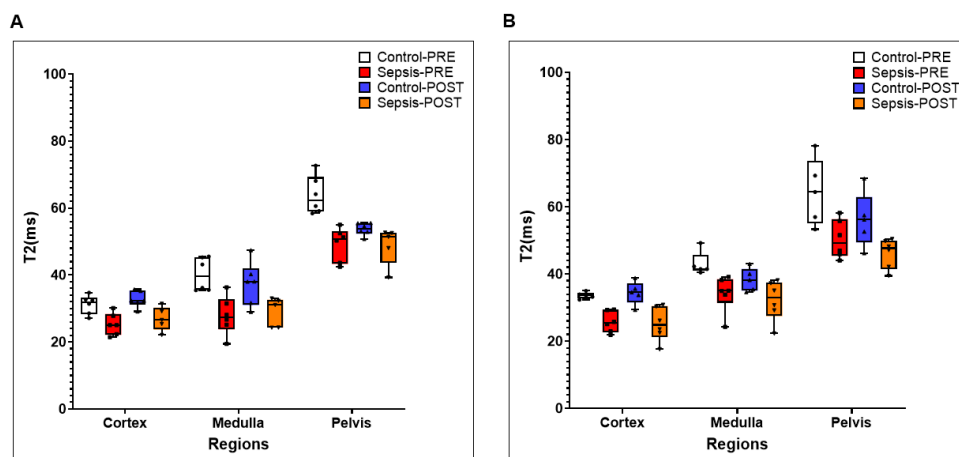 A
Control-PRE
Sepsis-PRE
Control-POST
Sepsis-POST
100
80
60
40
20
0
T2(ms)
Cortex Medulla Pelvis
Regions
B
Control-PRE
Sepsis-PRE
Control-POST
Sepsis-POST
100
80
60
40
20
0
T2(ms)
Cortex Medulla Pelvis
Regions